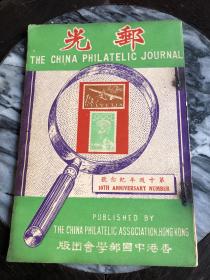 光郵
THE CHINA PHILATELIC JOURNAL
號念紀年週十第
10TH ANNIVERSARY NUMBER
PUBLISHED BY
THE CHINA PHILATELIC ASSOCIATION, HONG KONG
版出會學郵國中港香